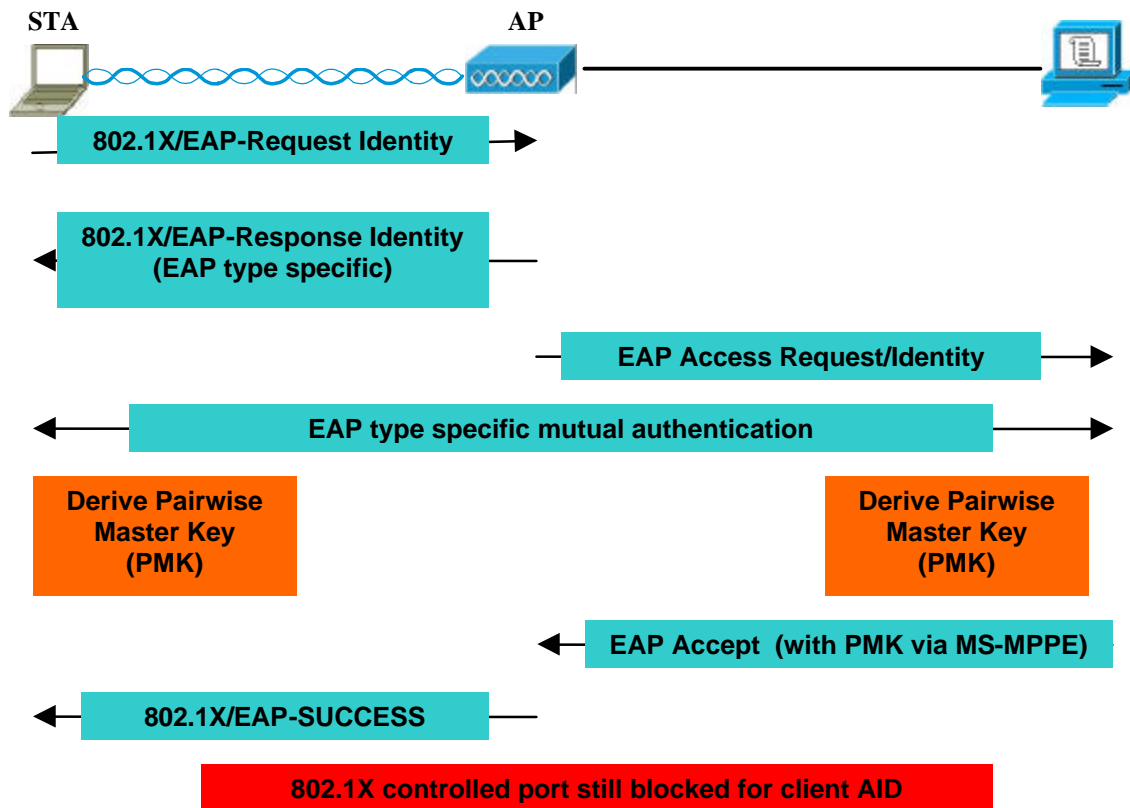 STA
AP
802.1X/EAP-Request Identity
802.1X/EAP-Response Identity
(EAP type specific)
EAP Access Request/Identity
EAP type specific mutual authentication
Derive Pairwise
Master Key
(PMK)
Derive Pairwise
Master Key
(PMK)
EAP Accept (with PMK via MS-MPPE)
802.1X/EAP-SUCCESS
802.1X controlled port still blocked for client AID